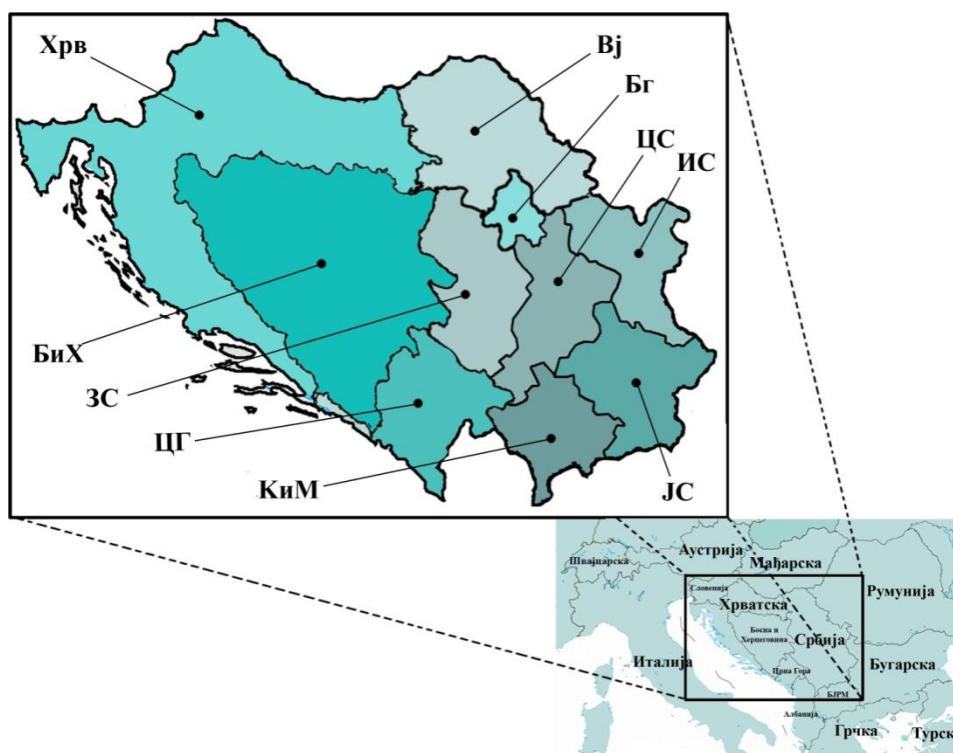 Хрв
Вј
Бг
ЦС
ИС
БиХ
ЗС
ЦГ
КиМ
ЈС
Швајцарска
Аустрија
Мађарска
Румунија
Словенија
Хрватска
Босна и
Херцеговина
Србија
Италија
Црна Гора
Бугарска
БЈРМ
Албанија
Грчка
Турск